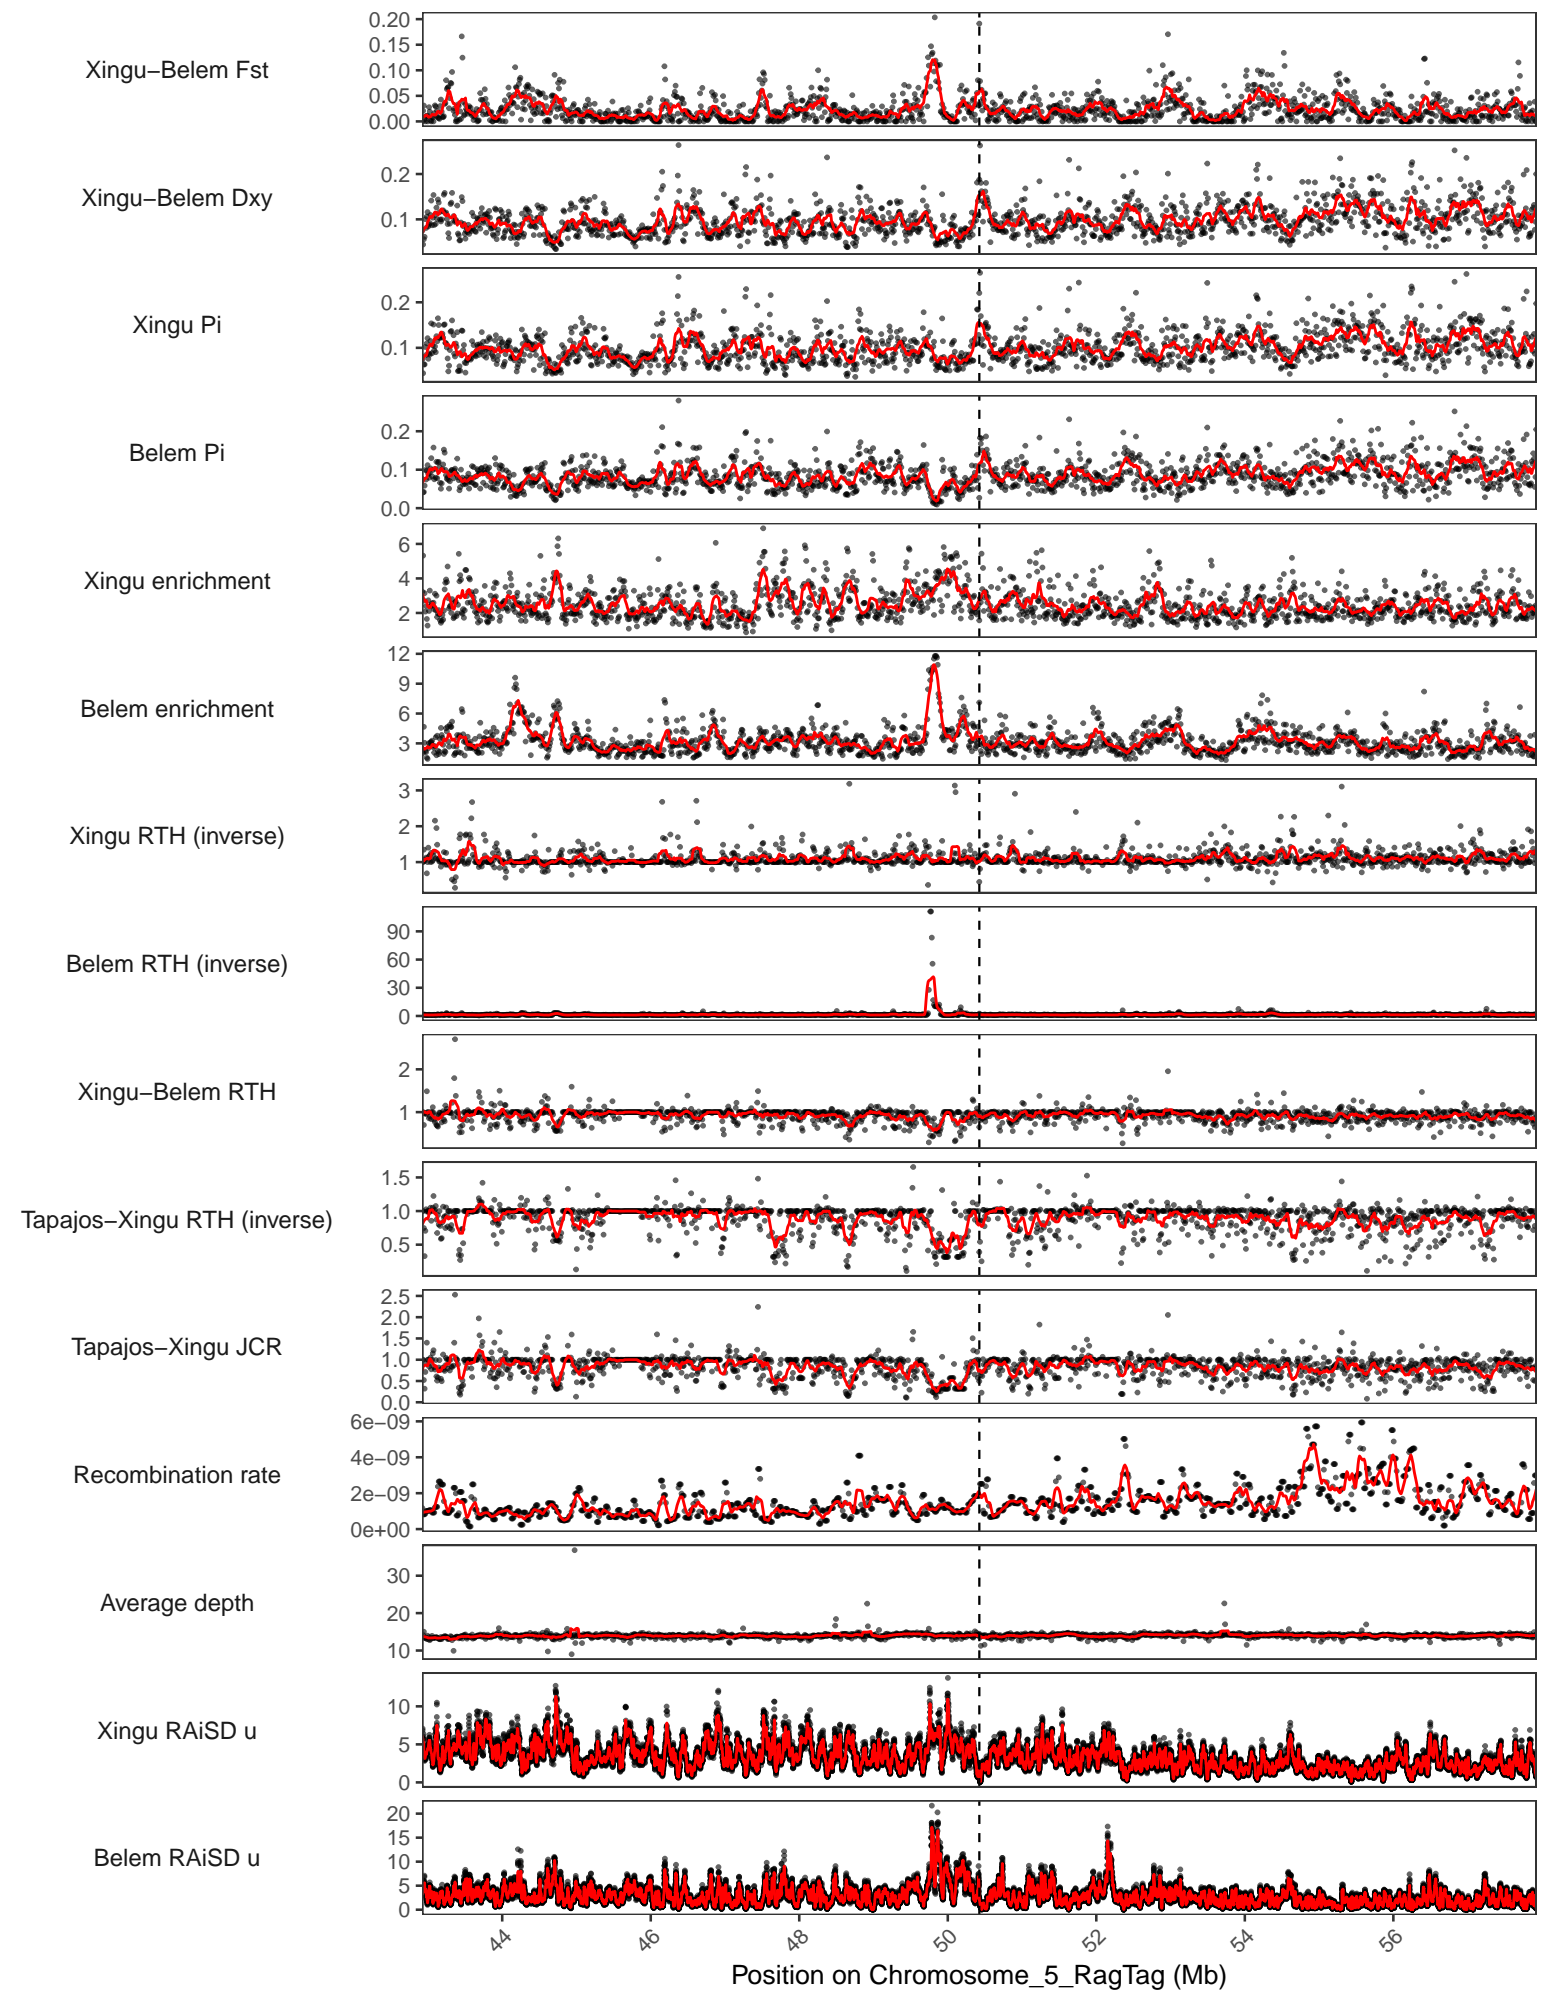 Xingu−Belem Fst
0.20
0.15
0.10
0.05
0.00
Xingu−Belem Dxy
0.2
0.1
Xingu Pi
0.2
0.1
Belem Pi
0.2
0.1
0.0
Xingu enrichment
6
4
2
Belem enrichment
12
9
6
3
Xingu RTH (inverse)
3
2
1
Belem RTH (inverse)
90
60
30
0
Xingu−Belem RTH
2
1
Tapajos−Xingu RTH (inverse)
1.5
1.0
0.5
Tapajos−Xingu JCR
2.5
2.0
1.5
1.0
0.5
0.0
Recombination rate
6e−09
4e−09
2e−09
0e+00
Average depth
30
20
10
Xingu RAiSD u
10
5
0
Belem RAiSD u
20
15
10
5
0
44 46 48 50 52 54 56
Position on Chromosome_5_RagTag (Mb)